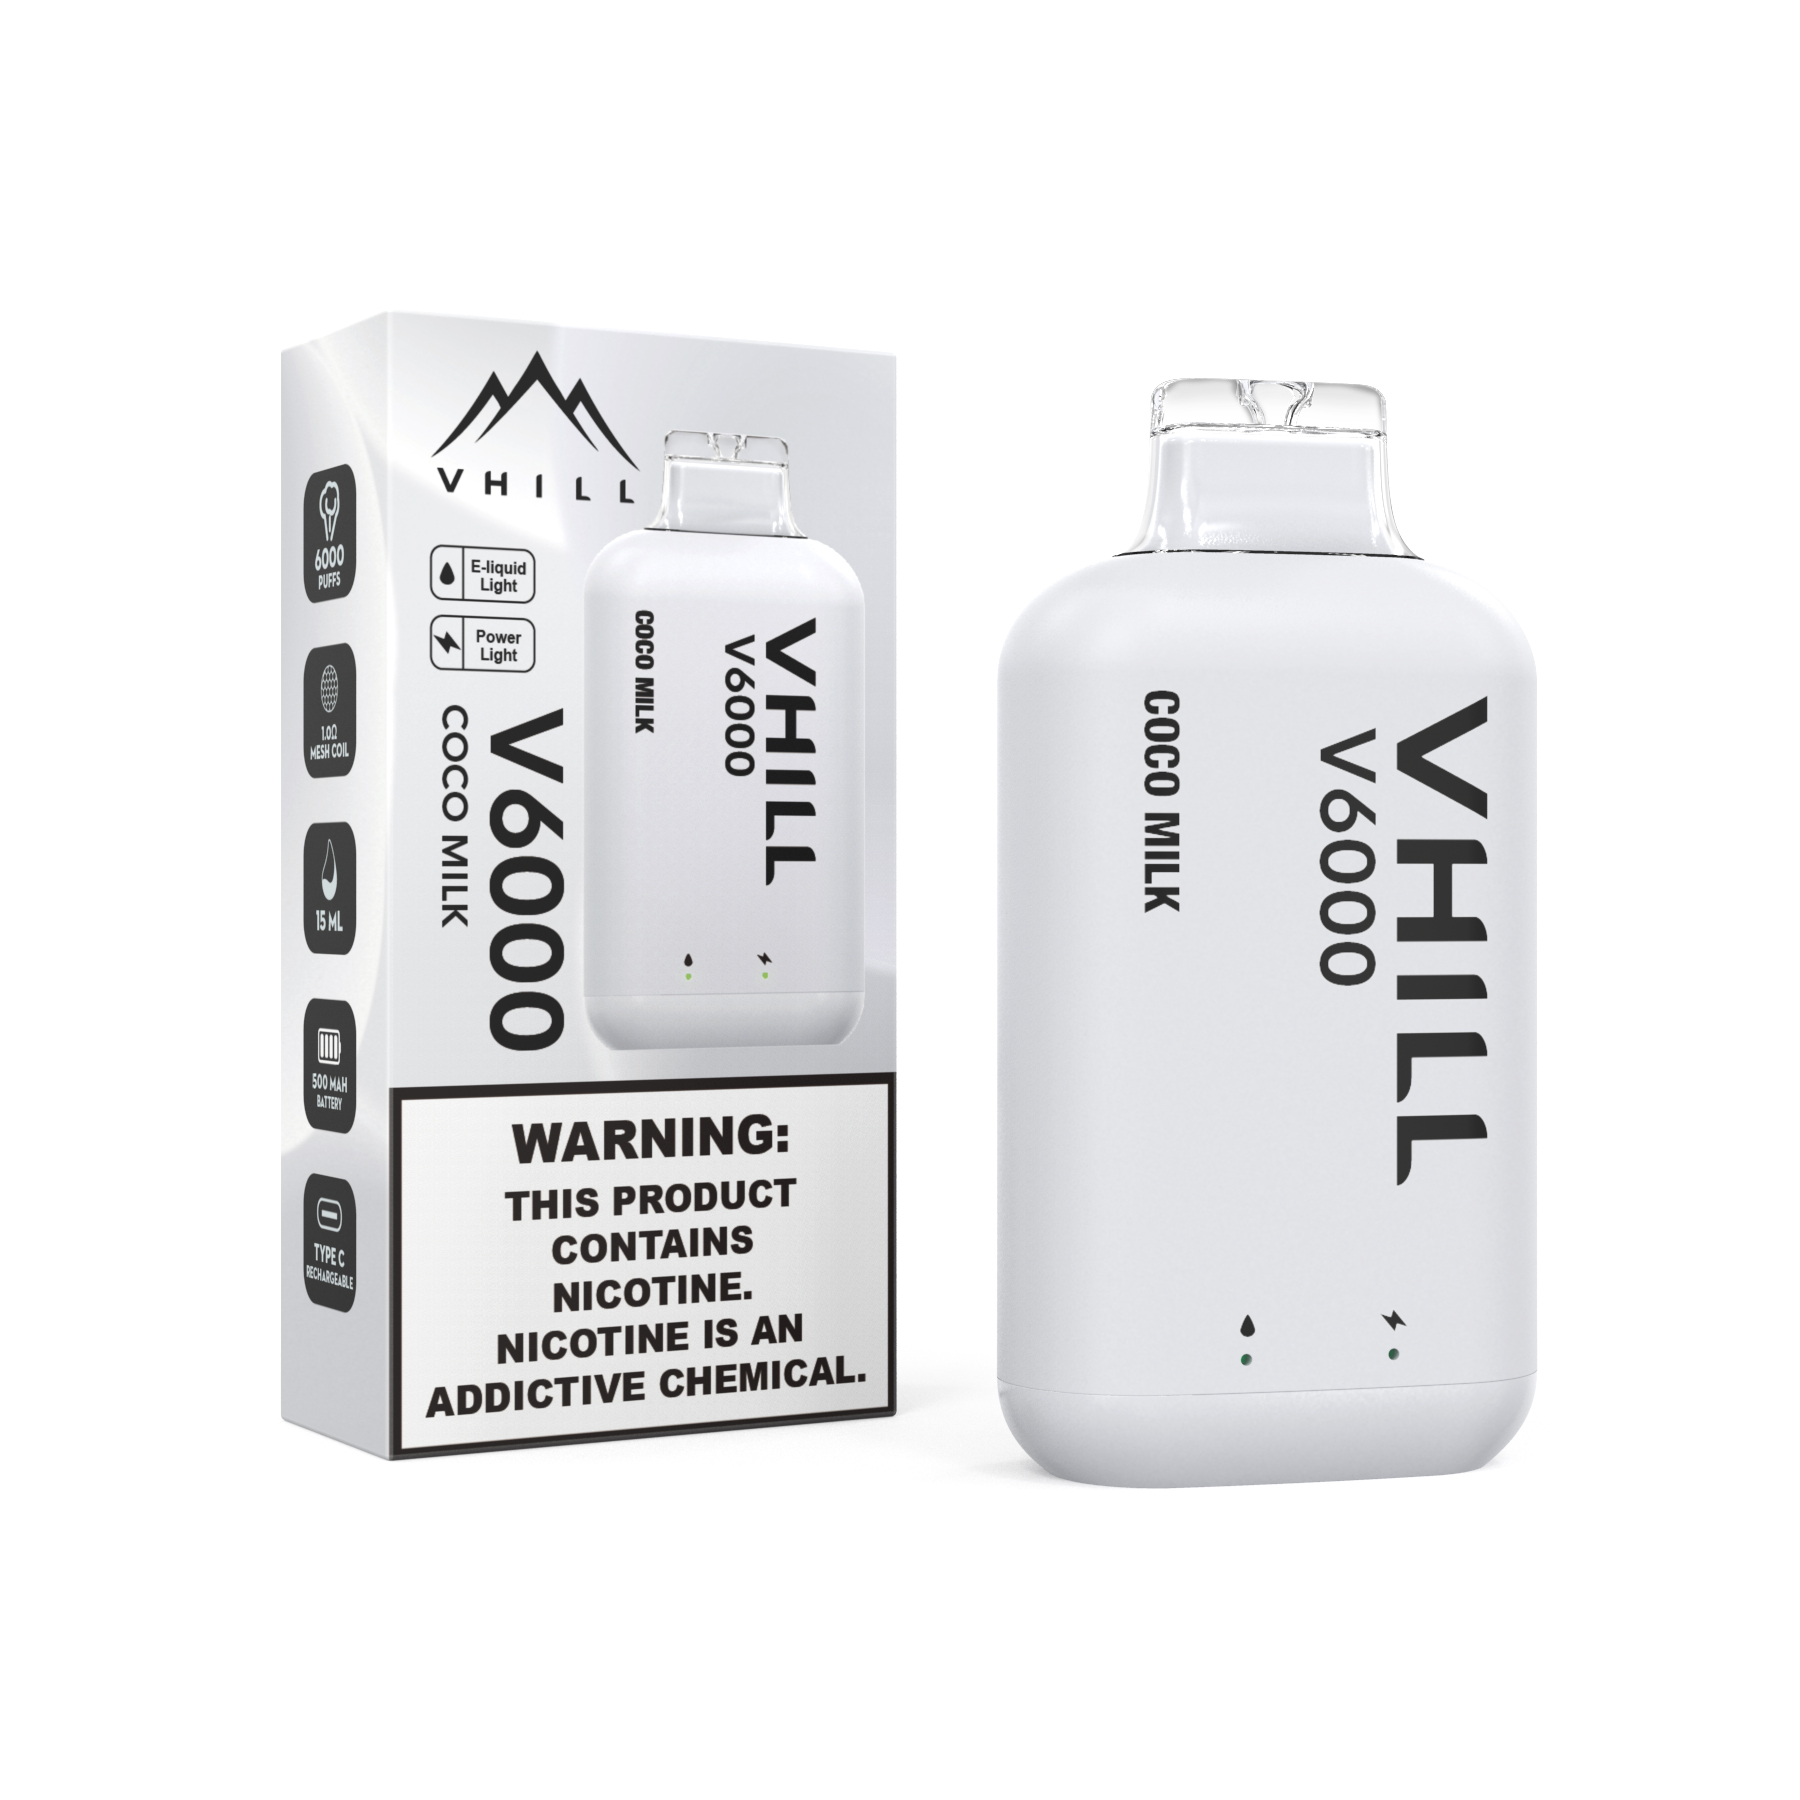 VHILL
E-liquid
Light
Power
Light
V6000
COCO MILK
6000
PUFFS
1.0Ω
MESH COIL
15 ML
500 MAH
BATTERY
TYPE C
RECHARGEABLE
VHILL
V6000
COCO MILK
WARNING:
THIS PRODUCT
CONTAINS
NICOTINE.
NICOTINE IS AN
ADDICTIVE CHEMICAL.
VHILL
V6000
COCO MILK